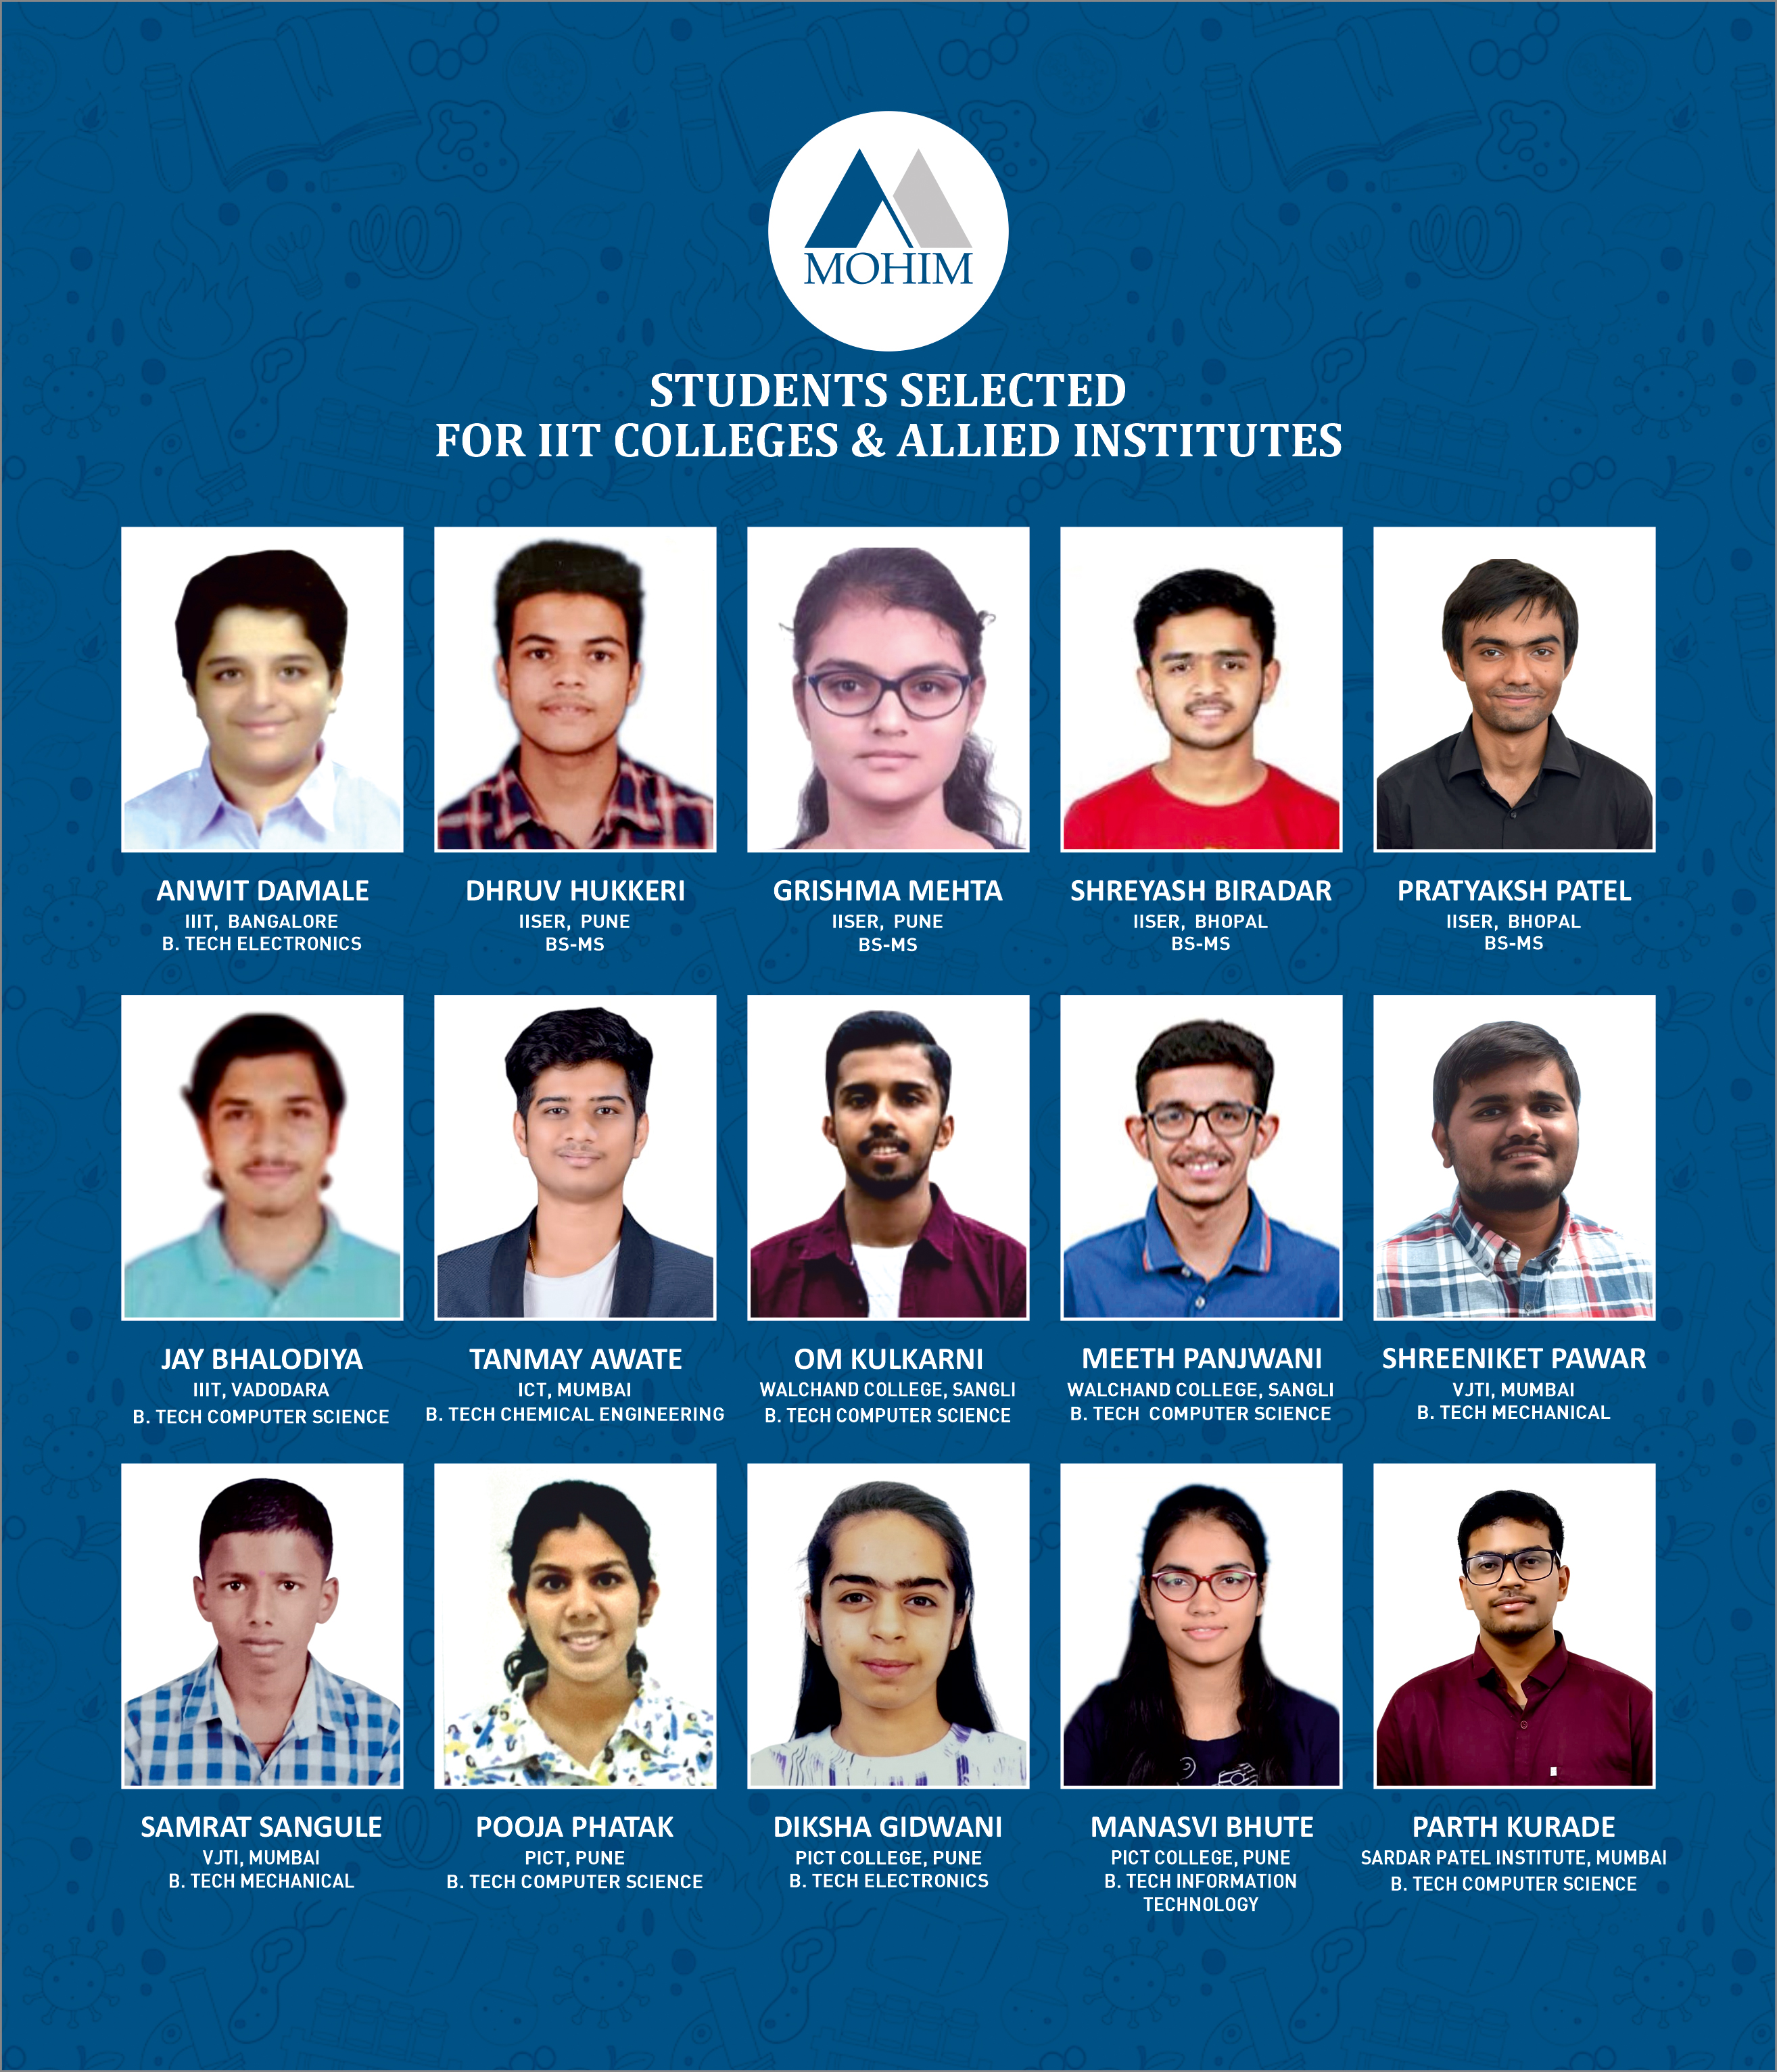 MOHIM
STUDENTS SELECTED
FOR IIT COLLEGES & ALLIED INSTITUTES
ANWIT DAMALE
IIIT, BANGALORE
B. TECH ELECTRONICS
DHRUV HUKKERI
IISER, PUNE
BS-MS
GRISHMA MEHTA
IISER, PUNE
BS-MS
SHREYASH BIRADAR
IISER, BHOPAL
BS-MS
PRATYAKSH PATEL
IISER, BHOPAL
BS-MS
JAY BHALODIYA
IIIT, VADODARA
B. TECH COMPUTER SCIENCE
TANMAY AWATE
ICT, MUMBAI
B. TECH CHEMICAL ENGINEERING
OM KULKARNI
WALCHAND COLLEGE, SANGLI
B. TECH COMPUTER SCIENCE
MEETH PANJWANI
WALCHAND COLLEGE, SANGLI
B. TECH COMPUTER SCIENCE
SHREENIKET PAWAR
VJTI, MUMBAI
B. TECH MECHANICAL
SAMRAT SANGULE
VJTI, MUMBAI
B. TECH MECHANICAL
POOJA PHATAK
PICT, PUNE
B. TECH COMPUTER SCIENCE
DIKSHA GIDWANI
PICT COLLEGE, PUNE
B. TECH ELECTRONICS
MANASVI BHUTE
PICT COLLEGE, PUNE
B. TECH INFORMATION
TECHNOLOGY
PARTH KURADE
SARDAR PATEL INSTITUTE, MUMBAI
B. TECH COMPUTER SCIENCE